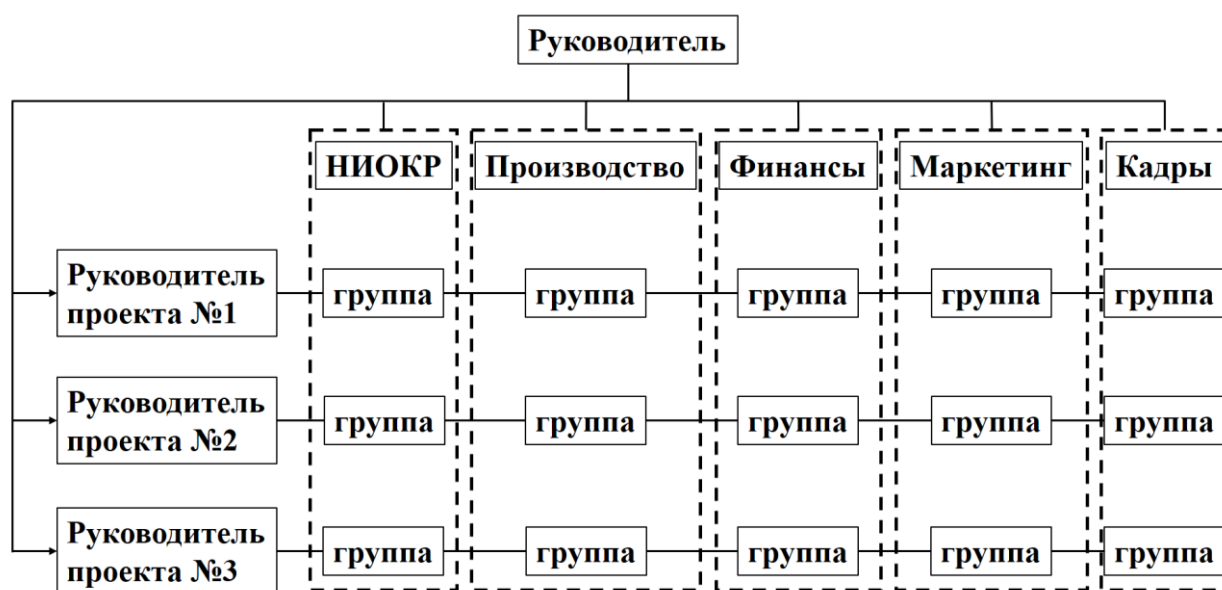 Руководитель
НИОКР Производство Финансы Маркетинг Кадры
Руководитель
проекта №1
группа группа группа группа группа
Руководитель
проекта №2
группа группа группа группа группа
Руководитель
проекта №3
группа группа группа группа группа